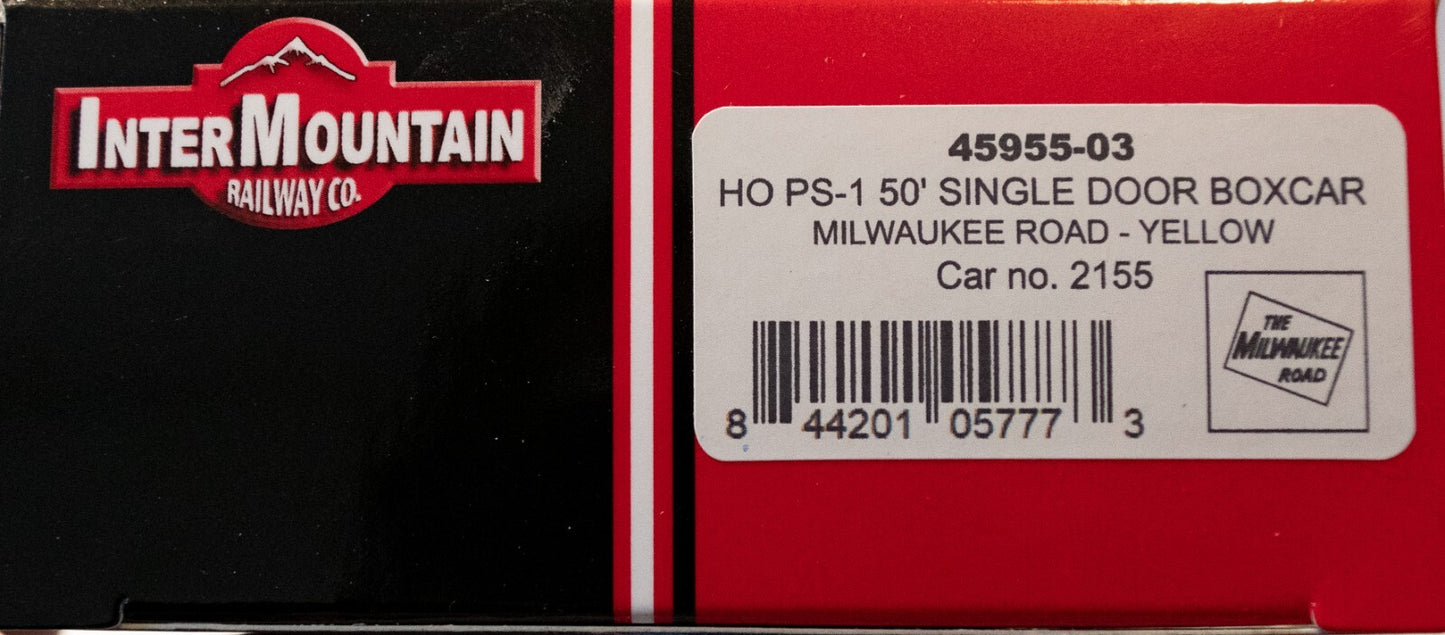 INTERMOUNTAIN
RAILWAY CO.
45955-03
HO PS-1 50' SINGLE DOOR BOXCAR
MILWAUKEE ROAD - YELLOW
Car no. 2155
8 44201 05777 3
THE
MILWAUKEE
ROAD